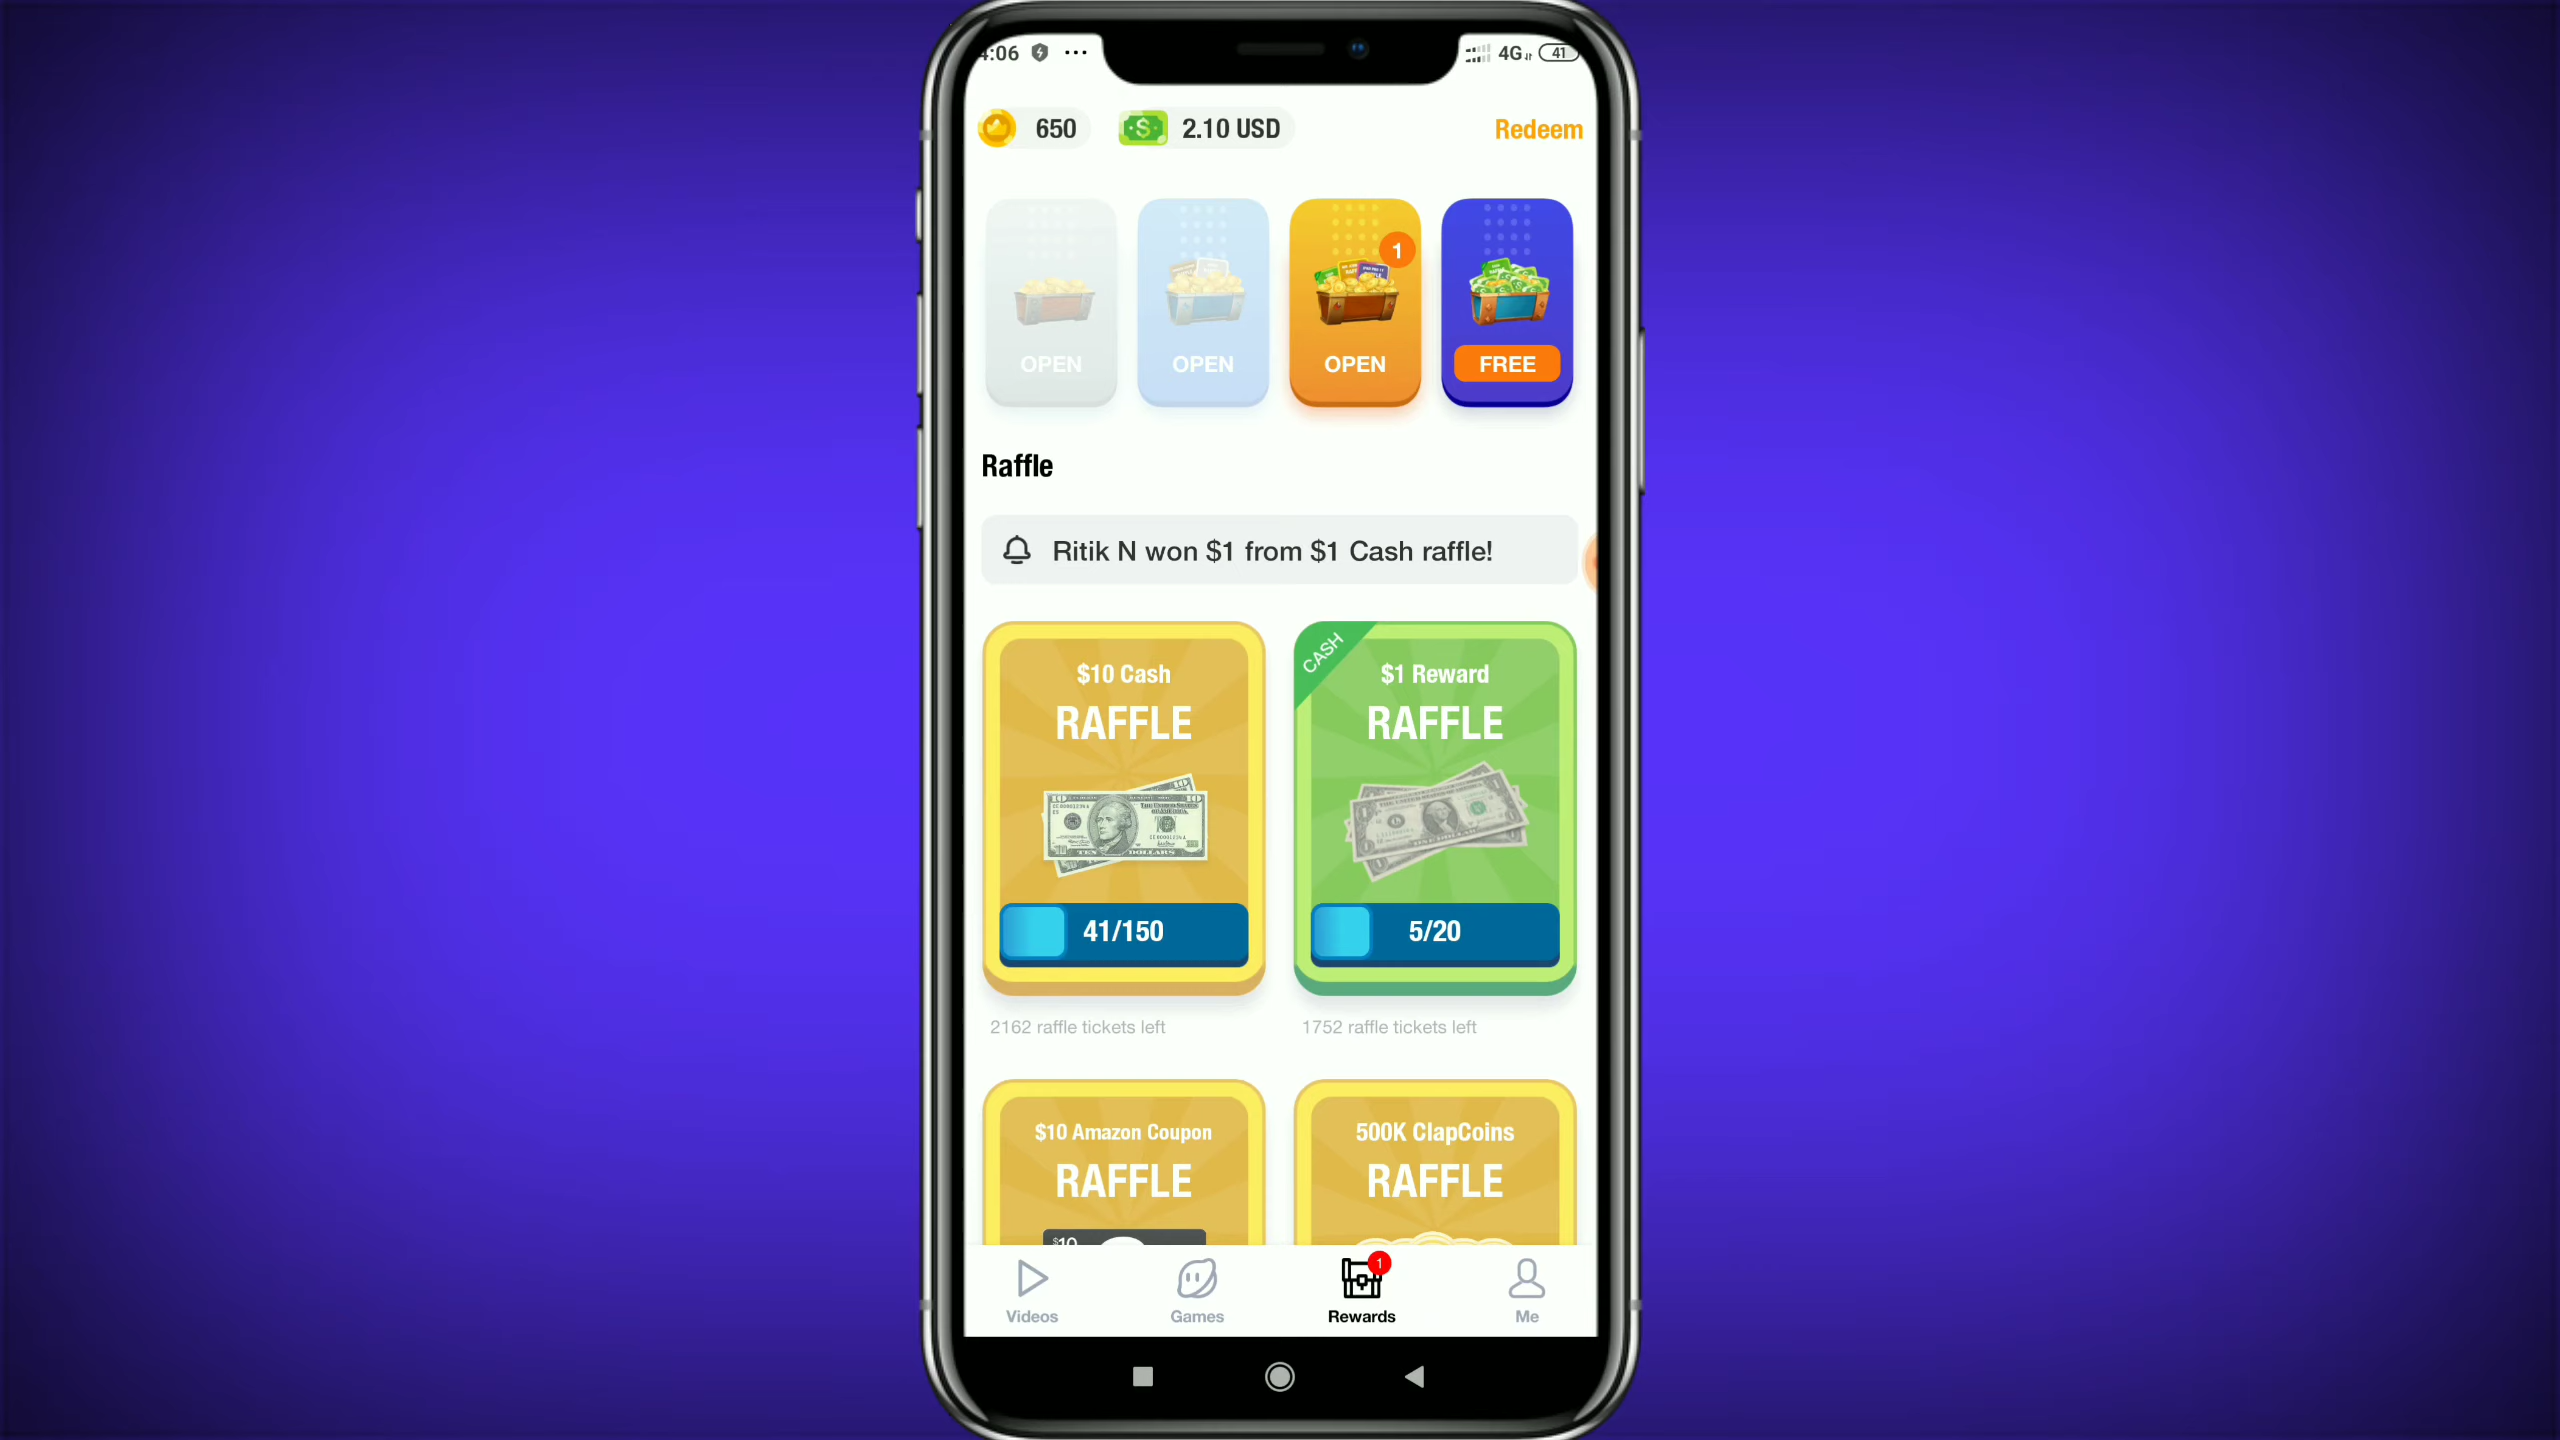 4:06 ... 4G 41
650 2.10 USD Redeem
1
OPEN OPEN OPEN FREE
Raffle
Ritik N won $1 from $1 Cash raffle!
CASH
$10 Cash $1 Reward
RAFFLE RAFFLE
41/150 5/20
2162 raffle tickets left 1752 raffle tickets left
$10 Amazon Coupon 500K ClapCoins
RAFFLE RAFFLE
$10
1
Videos Games Rewards Me